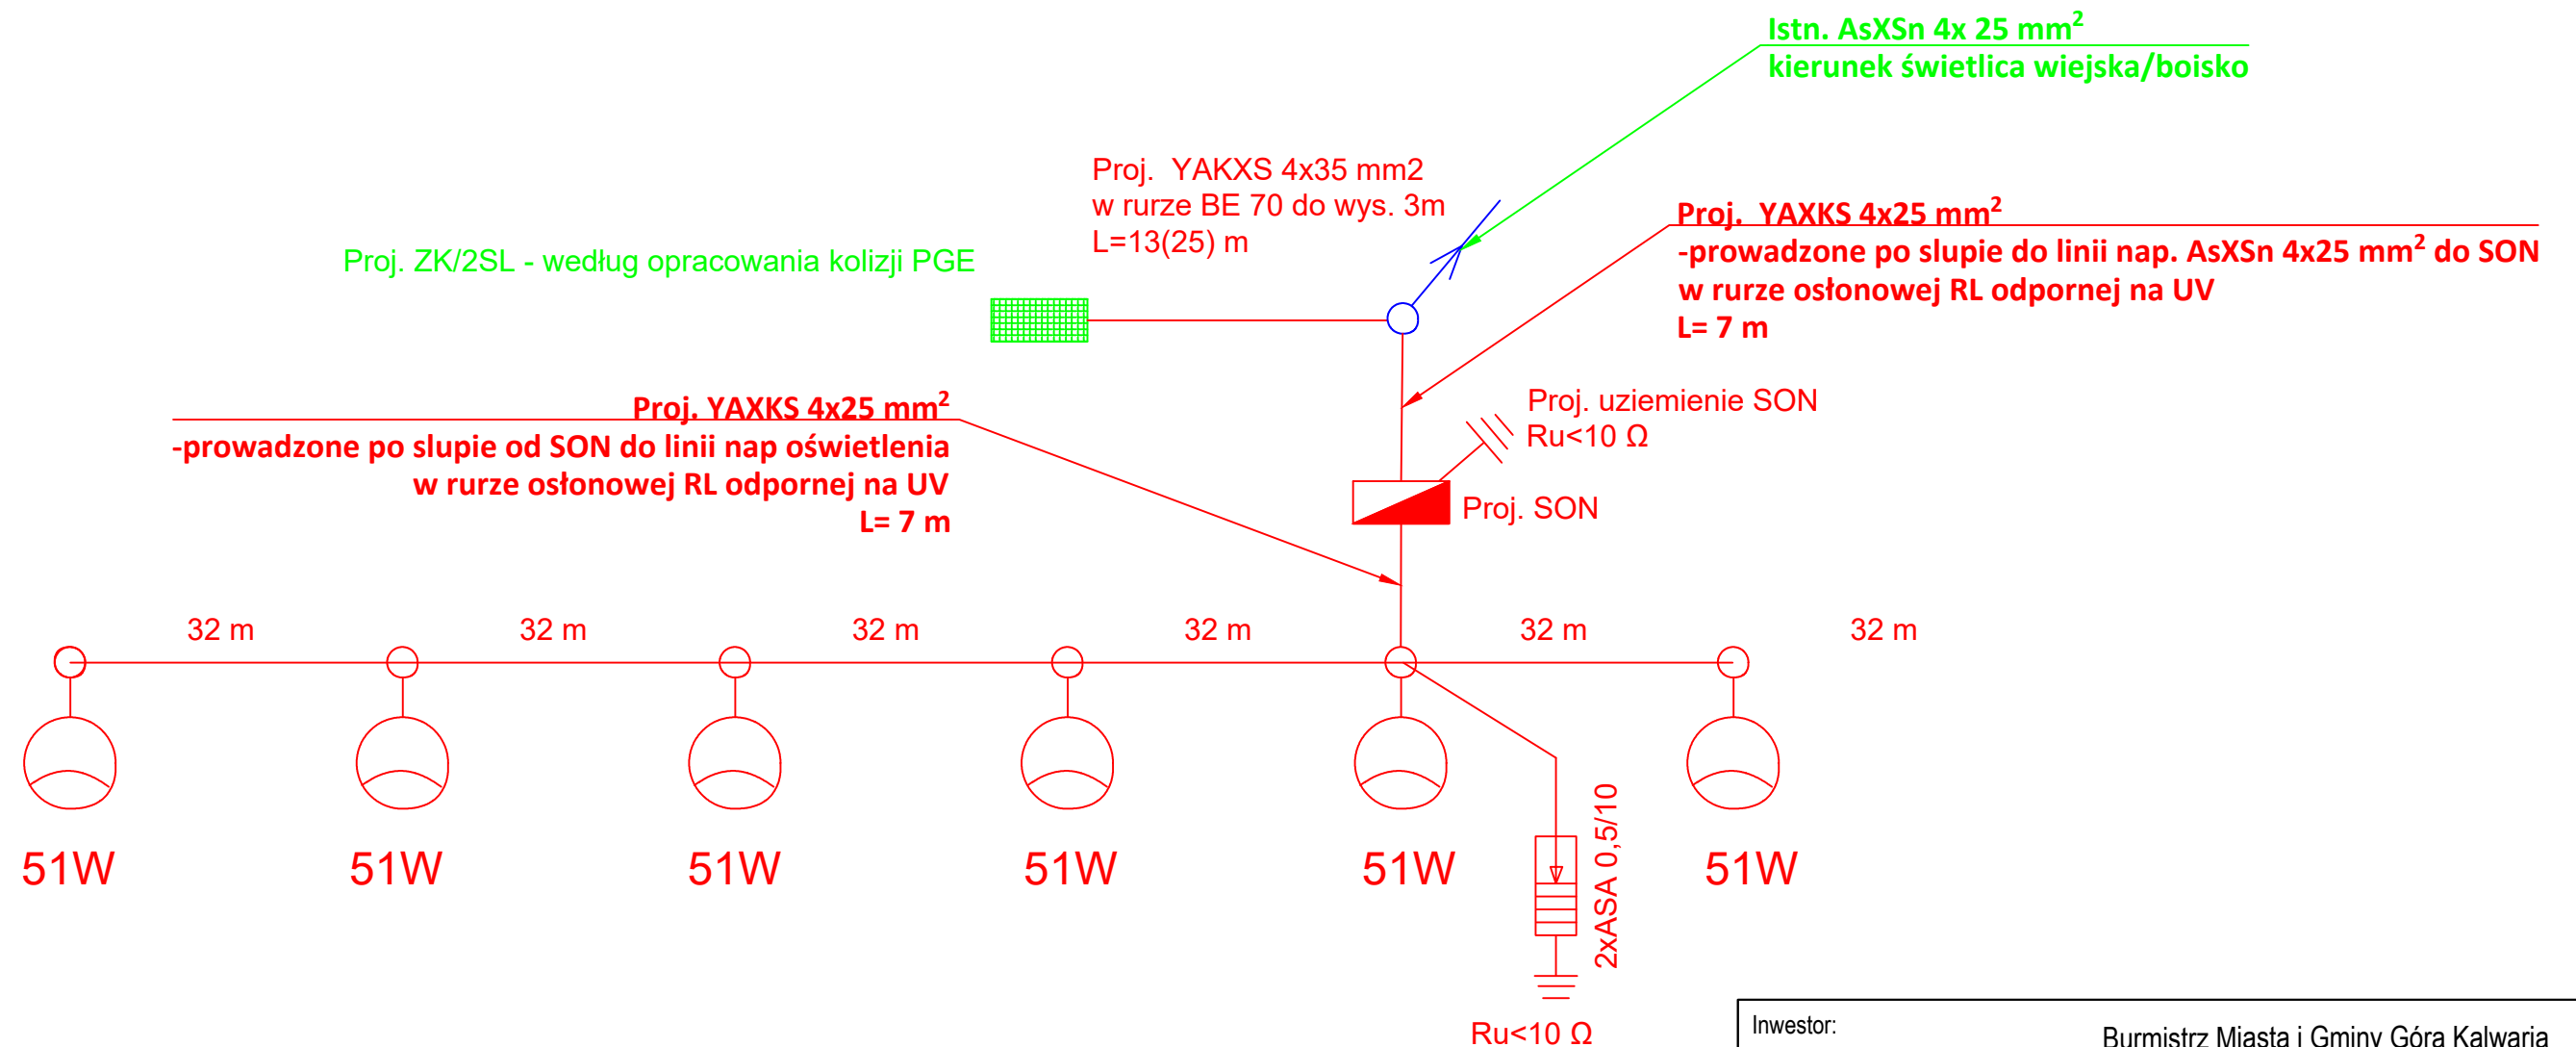 Istn. AsXSn 4x 25 mm²
kierunek świetlica wiejska/boisko
Proj. YAKXS 4x35 mm2
w rurze BE 70 do wys. 3m
L=13(25) m
Proj. YAXKS 4x25 mm²
-prowadzone po slupie do linii nap. AsXSn 4x25 mm² do SON
w rurze osłonowej RL odpornej na UV
L= 7 m
Proj. ZK/2SL - według opracowania kolizji PGE
Proj. YAXKS 4x25 mm²
-prowadzone po slupie od SON do linii nap oświetlenia
w rurze osłonowej RL odpornej na UV
L= 7 m
Proj. uziemienie SON
Ru<10 Ω
Proj. SON
32 m
32 m
32 m
32 m
32 m
32 m
51W
51W
51W
51W
51W
51W
2xASA 0,5/10
Ru<10 Ω
Inwestor:
Burmistrz Miasta i Gminy Góra Kalwaria